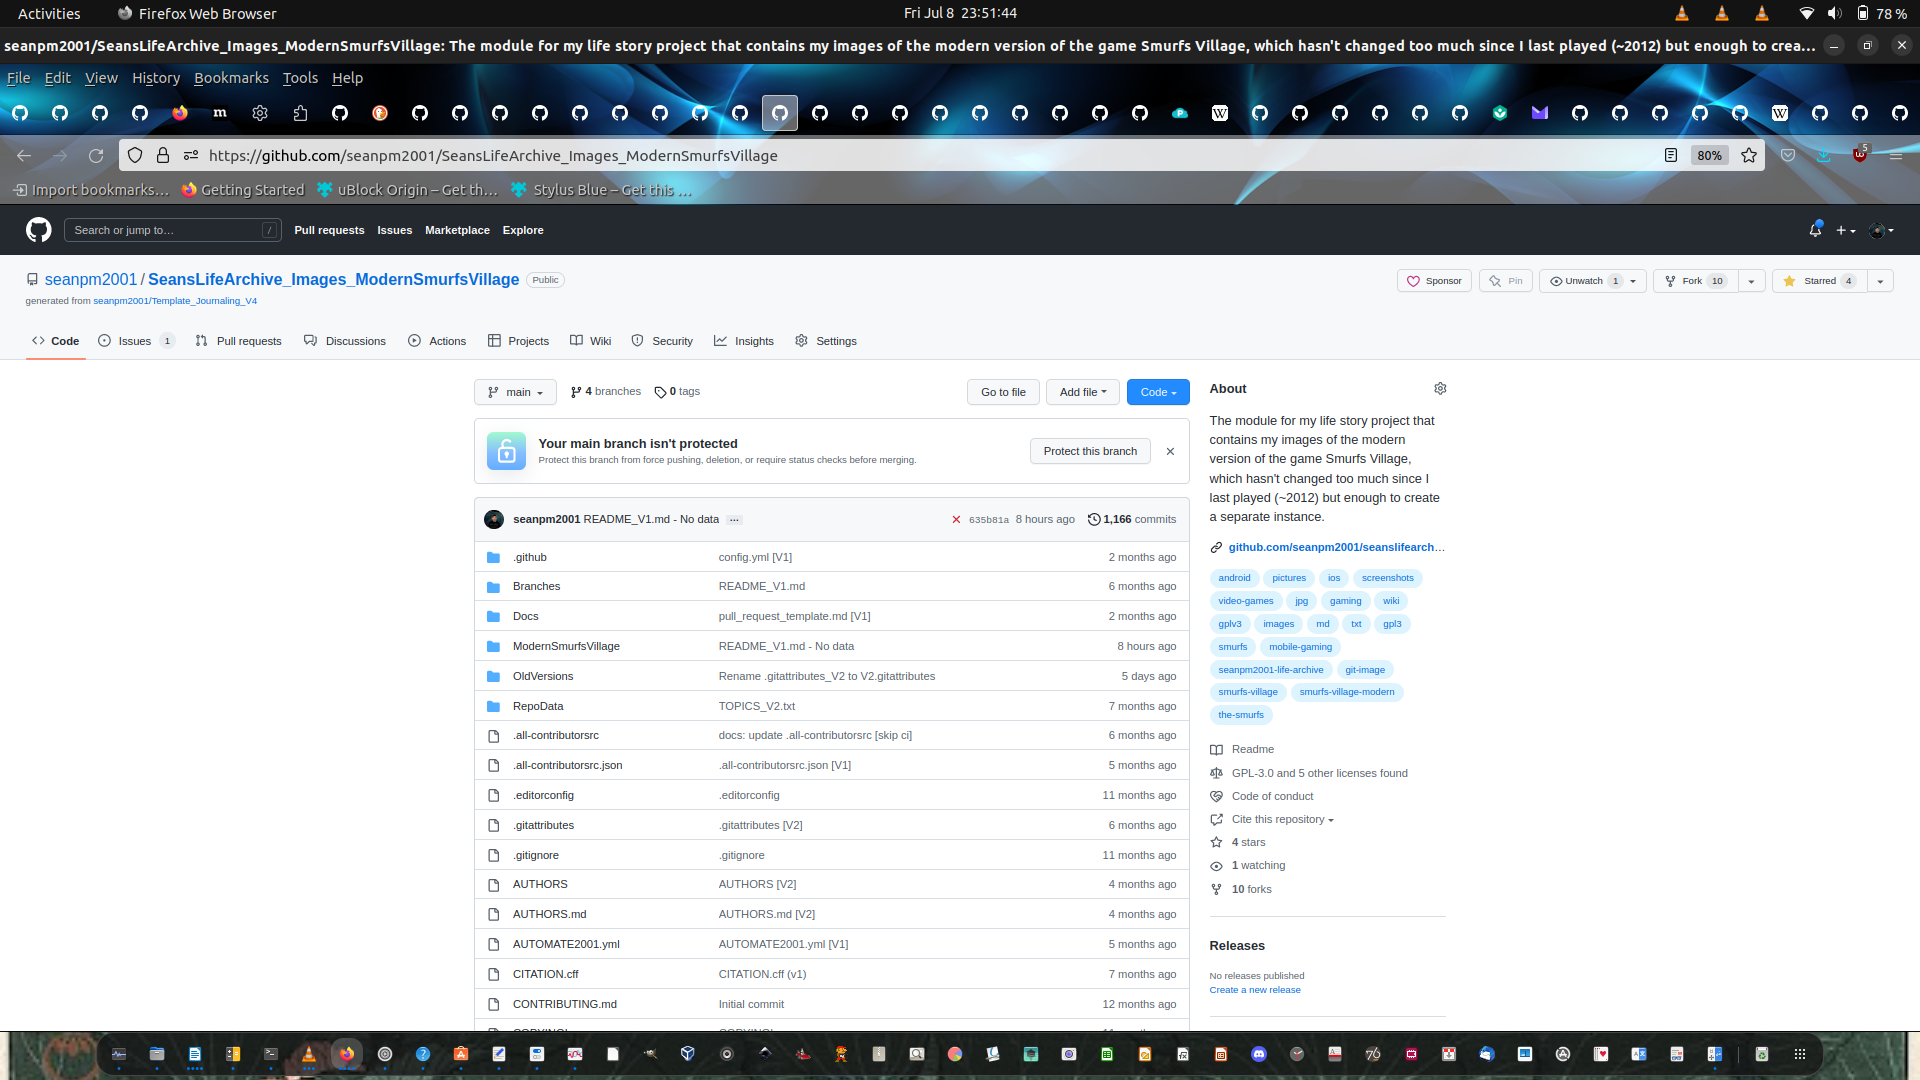 Activities
Firefox Web Browser
Fri Jul 8 23:51:44
78 %
seanpm2001/SeansLifeArchive_Images_ModernSmurfsVillage: The module for my life story project that contains my images of the modern version of the game Smurfs Village, which hasn't changed too much since I last played (~2012) but enough to crea…
File Edit View History Bookmarks Tools Help
https://github.com/seanpm2001/SeansLifeArchive_Images_ModernSmurfsVillage
80%
5
Import bookmarks…
Getting Started
uBlock Origin – Get th…
Stylus Blue – Get this …
Search or jump to…
/
Pull requests
Issues
Marketplace
Explore
seanpm2001 / SeansLifeArchive_Images_ModernSmurfsVillage
Public
Sponsor
Pin
Unwatch 1
Fork 10
Starred 4
generated from seanpm2001/Template_Journaling_V4
Code
Issues 1
Pull requests
Discussions
Actions
Projects
Wiki
Security
Insights
Settings
main
4 branches
0 tags
Go to file
Add file
Code
Your main branch isn't protected
Protect this branch from force pushing, deletion, or require status checks before merging.
Protect this branch
seanpm2001 README_V1.md - No data …
635b81a 8 hours ago
1,166 commits
.github config.yml [V1] 2 months ago
Branches README_V1.md 6 months ago
Docs pull_request_template.md [V1] 2 months ago
ModernSmurfsVillage README_V1.md - No data 8 hours ago
OldVersions Rename .gitattributes_V2 to V2.gitattributes 5 days ago
RepoData TOPICS_V2.txt 7 months ago
.all-contributorsrc docs: update .all-contributorsrc [skip ci] 6 months ago
.all-contributorsrc.json .all-contributorsrc.json [V1] 5 months ago
.editorconfig .editorconfig 11 months ago
.gitattributes .gitattributes [V2] 6 months ago
.gitignore .gitignore 11 months ago
AUTHORS AUTHORS [V2] 4 months ago
AUTHORS.md AUTHORS.md [V2] 4 months ago
AUTOMATE2001.yml AUTOMATE2001.yml [V1] 5 months ago
CITATION.cff CITATION.cff (v1) 7 months ago
CONTRIBUTING.md Initial commit 12 months ago
About
The module for my life story project that
contains my images of the modern
version of the game Smurfs Village,
which hasn't changed too much since I
last played (~2012) but enough to create
a separate instance.
github.com/seanpm2001/seanslifearch…
android pictures ios screenshots
video-games jpg gaming wiki
gplv3 images md txt gpl3
smurfs mobile-gaming
seanpm2001-life-archive git-image
smurfs-village smurfs-village-modern
the-smurfs
Readme
GPL-3.0 and 5 other licenses found
Code of conduct
Cite this repository
4 stars
1 watching
10 forks
Releases
No releases published
Create a new release